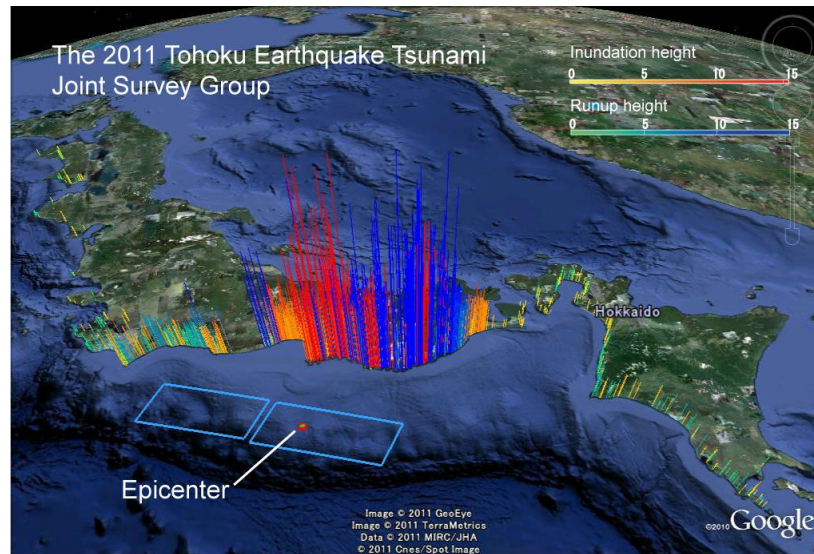 The 2011 Tohoku Earthquake Tsunami
Joint Survey Group
Inundation height
0 5 10 15
Runup height
0 5 10 15
Hokkaido
Epicenter
Image © 2011 GeoEye
Image © 2011 TerraMetrics
Data © 2011 MIRC/JHA
© 2011 Cnes/Spot Image
©2010 Google